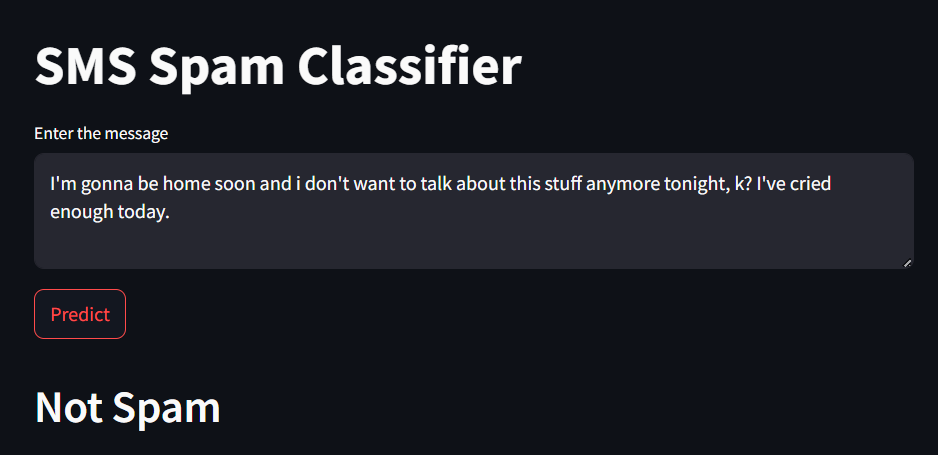 SMS Spam Classifier
Enter the message
I'm gonna be home soon and i don't want to talk about this stuff anymore tonight, k? I've cried
enough today.
Predict
Not Spam